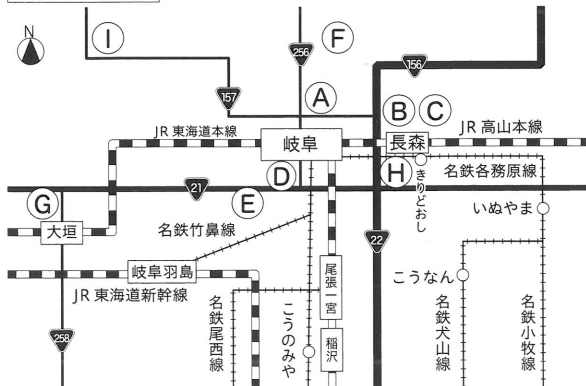 N
I
F
256
156
157
A
B
C
JR 東海道本線
岐阜
長森
JR 高山本線
D
H
きりどおし
名鉄各務原線
G
21
E
22
いぬやま
大垣
名鉄竹鼻線
岐阜羽島
JR 東海道新幹線
尾張一宮
こうなん
名鉄尾西線
こうのみや
稲沢
名鉄犬山線
名鉄小牧線
258